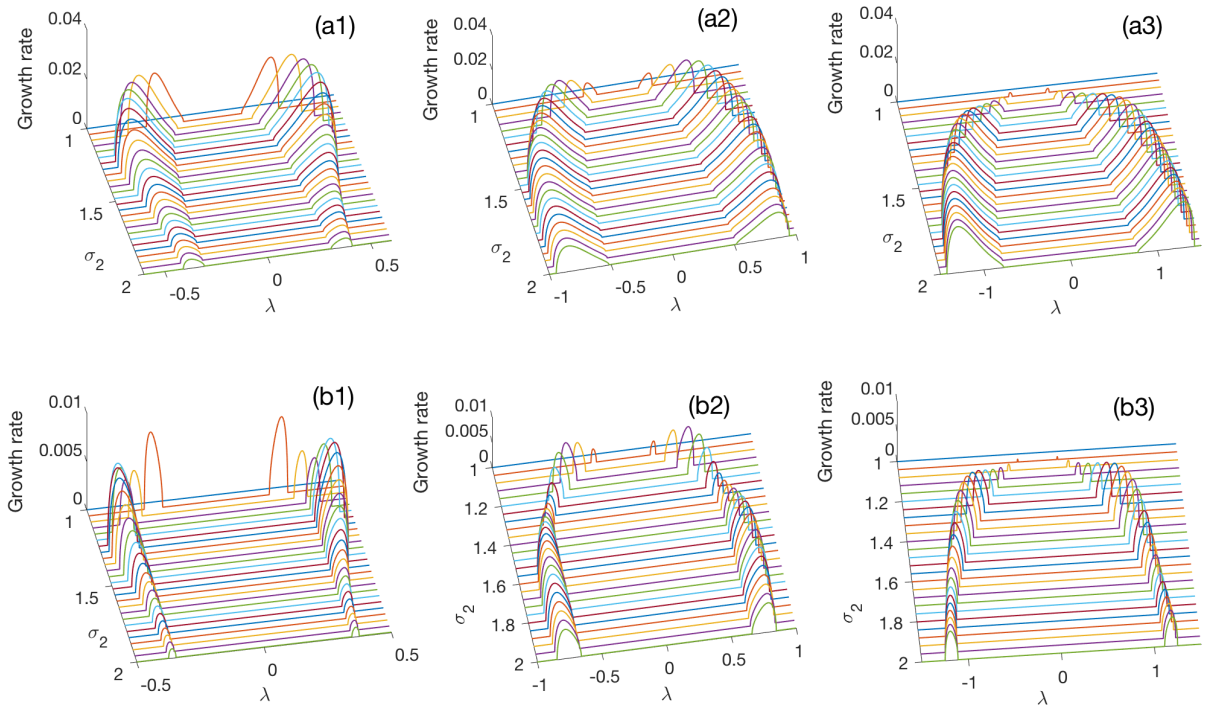 (a1)
Growth rate
0.04
0.02
0
1
1.5
σ2
2
-0.5
0
0.5
λ
(a2)
Growth rate
0.04
0.02
0
1
1.5
σ2
2
-1
-0.5
0
0.5
1
λ
(a3)
Growth rate
0.04
0.02
0
1
1.5
σ2
2
-1
0
1
λ
(b1)
Growth rate
0.01
0.005
0
1
1.5
σ2
2
-0.5
0
0.5
λ
(b2)
Growth rate
0.01
0.005
0
1
1.2
1.4
1.6
1.8
σ2
2
-1
-0.5
0
0.5
1
λ
(b3)
Growth rate
0.01
0.005
0
1
1.2
1.4
1.6
1.8
σ2
2
-1
0
1
λ